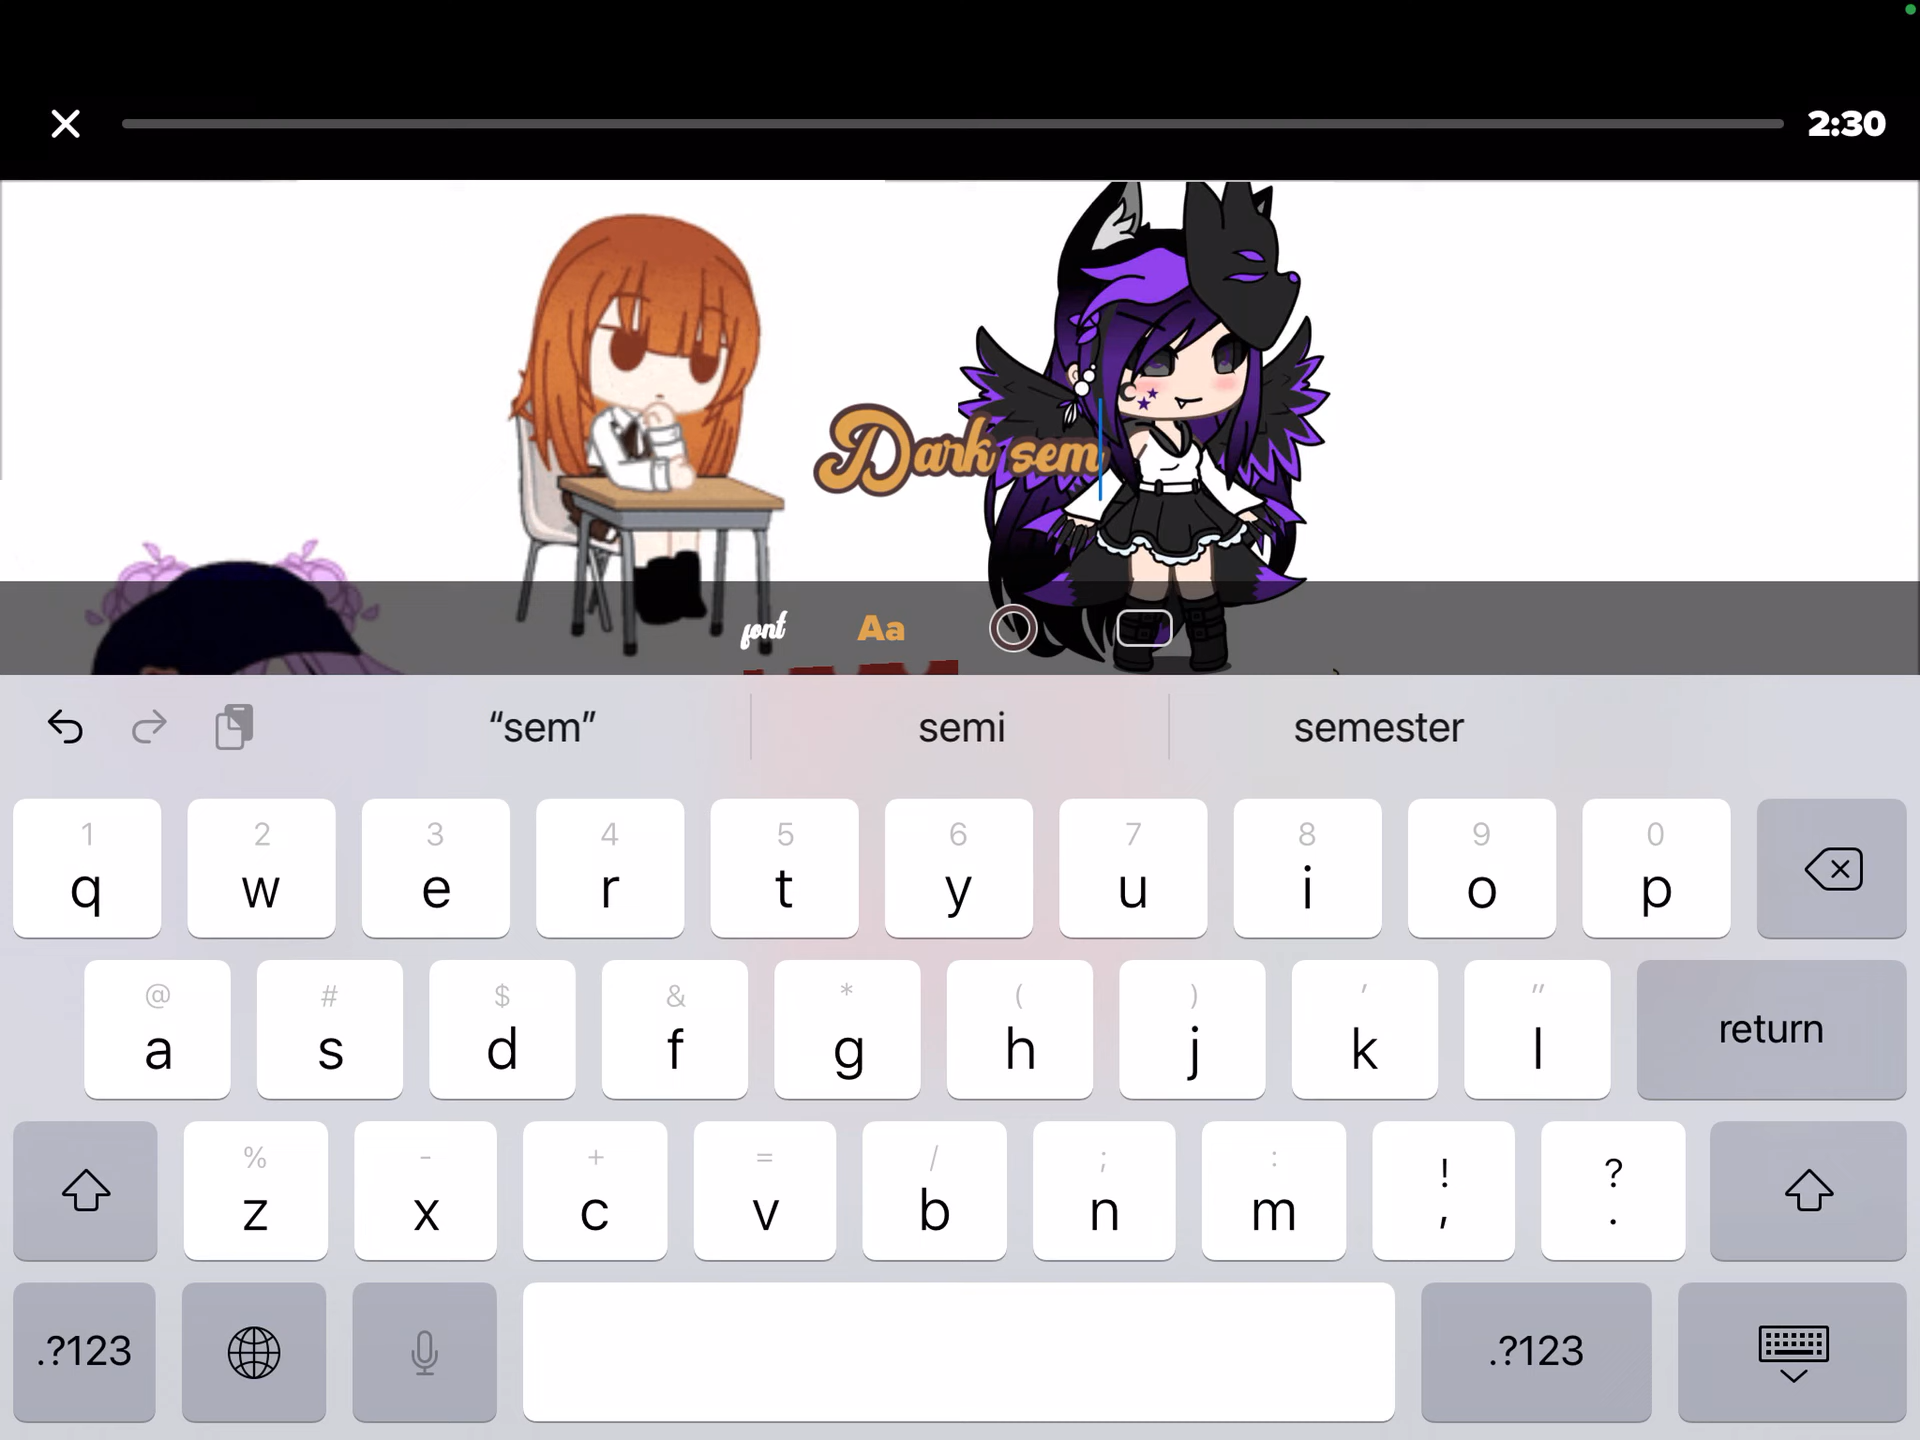 2:30
Dark sem
font Aa
“sem” semi semester
1 2 3 4 5 6 7 8 9 0
q w e r t y u i o p
@ # $ & * ( ) ' "
a s d f g h j k l return
% - + = / ; : ! ?
z x c v b n m , .
.?123 .?123